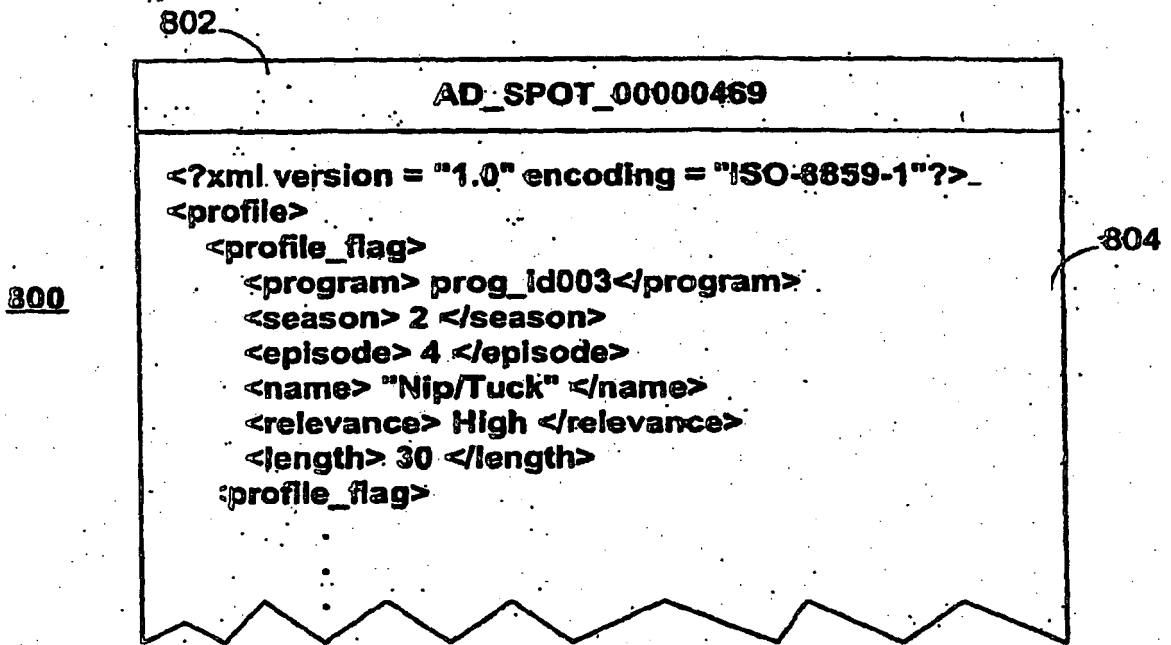 802
AD_SPOT_00000469
<?xml version = "1.0" encoding = "ISO-8859-1"?>
<profile>
<profile_flag>
804
<program> prog_id003</program>
800
<season> 2 </season>
<episode> 4 </episode>
<name> "Nip/Tuck" </name>
<relevance> High </relevance>
<length> 30 </length>
<profile_flag>